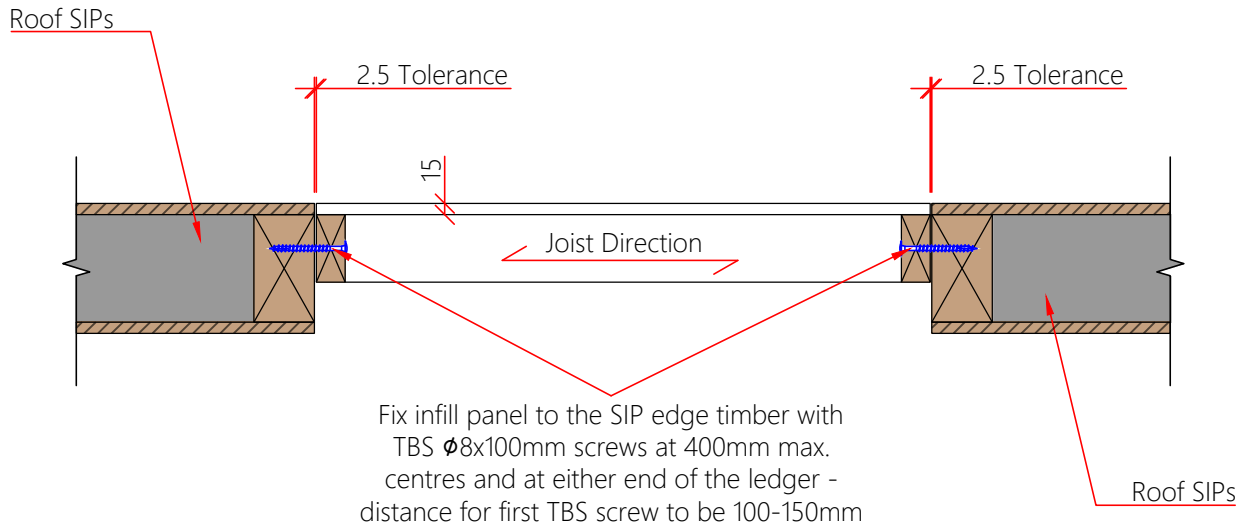 Roof SIPs
2.5 Tolerance
2.5 Tolerance
15
Joist Direction
Fix infill panel to the SIP edge timber with
TBS ϕ8x100mm screws at 400mm max.
centres and at either end of the ledger -
distance for first TBS screw to be 100-150mm
Roof SIPs